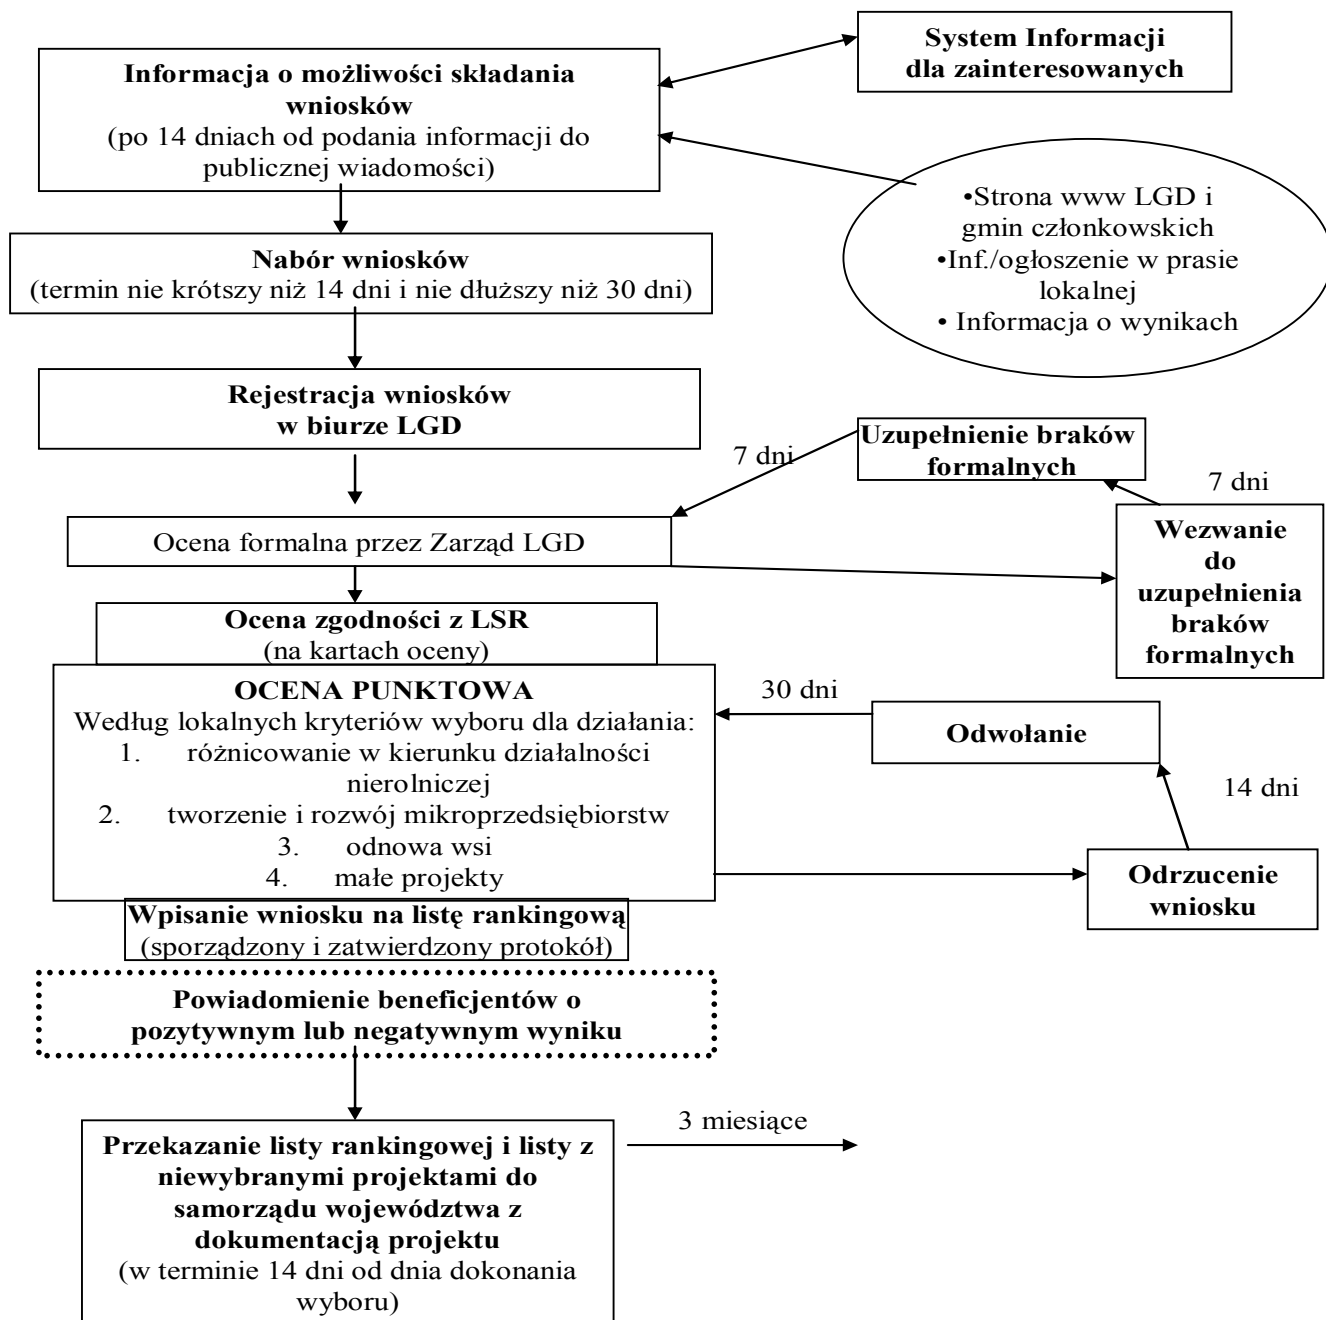 System Informacji
dla zainteresowanych
Informacja o możliwości składania
wniosków
(po 14 dniach od podania informacji do
publicznej wiadomości)
•Strona www LGD i
gmin członkowskich
•Inf./ogłoszenie w prasie
lokalnej
• Informacja o wynikach
Nabór wniosków
(termin nie krótszy niż 14 dni i nie dłuższy niż 30 dni)
Rejestracja wniosków
w biurze LGD
Uzupełnienie braków
formalnych
7 dni
7 dni
Ocena formalna przez Zarząd LGD
Wezwanie
do
uzupełnienia
braków
formalnych
Ocena zgodności z LSR
(na kartach oceny)
OCENA PUNKTOWA
Według lokalnych kryteriów wyboru dla działania:
1. różnicowanie w kierunku działalności
nierolniczej
2. tworzenie i rozwój mikroprzedsiębiorstw
3. odnowa wsi
4. małe projekty
30 dni
Odwołanie
14 dni
Odrzucenie
wniosku
Wpisanie wniosku na listę rankingową
(sporządzony i zatwierdzony protokół)
Powiadomienie beneficjentów o
pozytywnym lub negatywnym wyniku
3 miesiące
Przekazanie listy rankingowej i listy z
niewybranymi projektami do
samorządu województwa z
dokumentacją projektu
(w terminie 14 dni od dnia dokonania
wyboru)